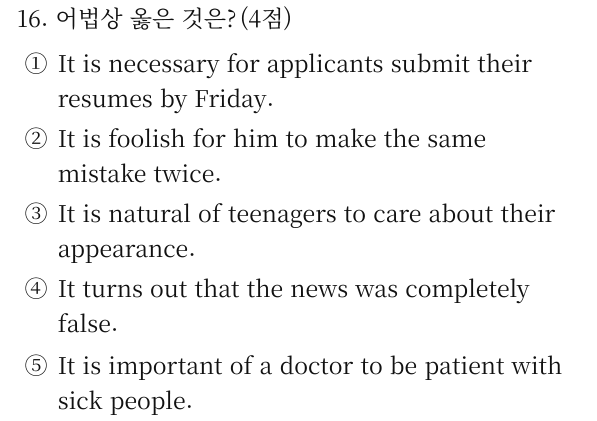 16. 어법상 옳은 것은? (4점)
① It is necessary for applicants submit their
resumes by Friday.
② It is foolish for him to make the same
mistake twice.
③ It is natural of teenagers to care about their
appearance.
④ It turns out that the news was completely
false.
⑤ It is important of a doctor to be patient with
sick people.